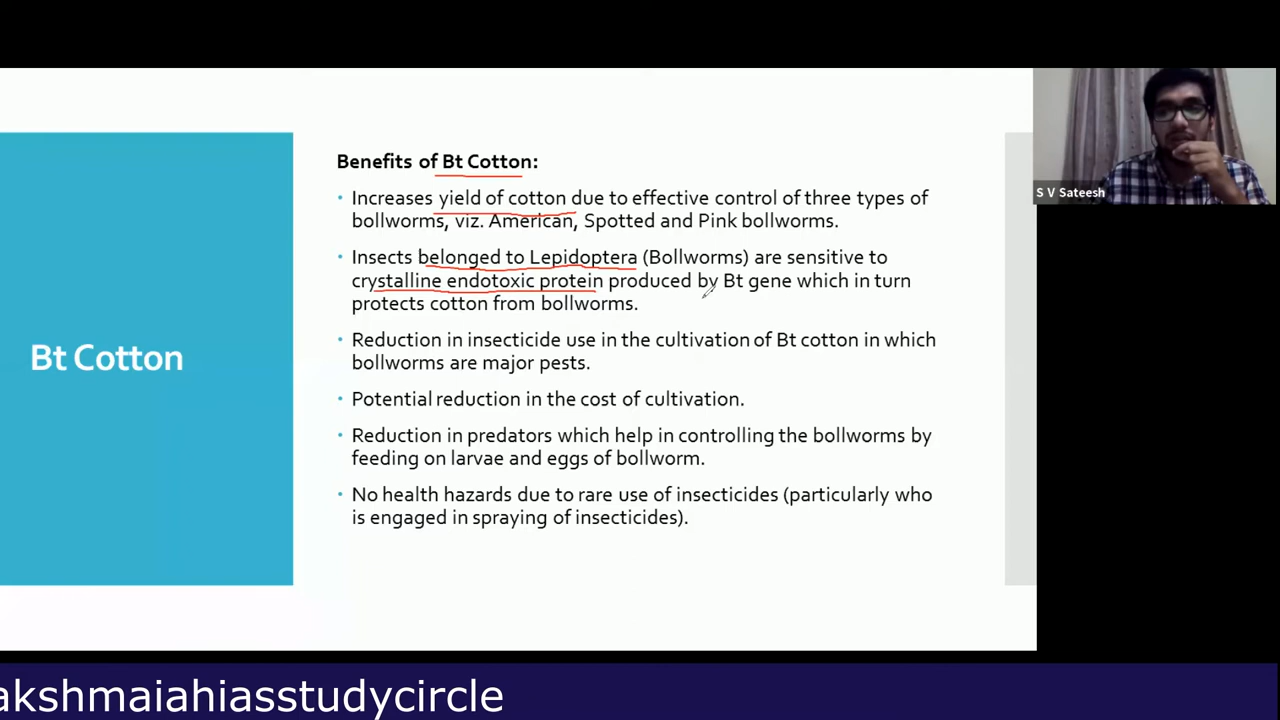 Benefits of Bt Cotton:
• Increases yield of cotton due to effective control of three types of
bollworms, viz. American, Spotted and Pink bollworms.
• Insects belonged to Lepidoptera (Bollworms) are sensitive to
crystalline endotoxic protein produced by Bt gene which in turn
protects cotton from bollworms.
• Reduction in insecticide use in the cultivation of Bt cotton in which
bollworms are major pests.
• Potential reduction in the cost of cultivation.
• Reduction in predators which help in controlling the bollworms by
feeding on larvae and eggs of bollworm.
• No health hazards due to rare use of insecticides (particularly who
is engaged in spraying of insecticides).
Bt Cotton
S V Sateesh
akshmaiahiasstudycircle